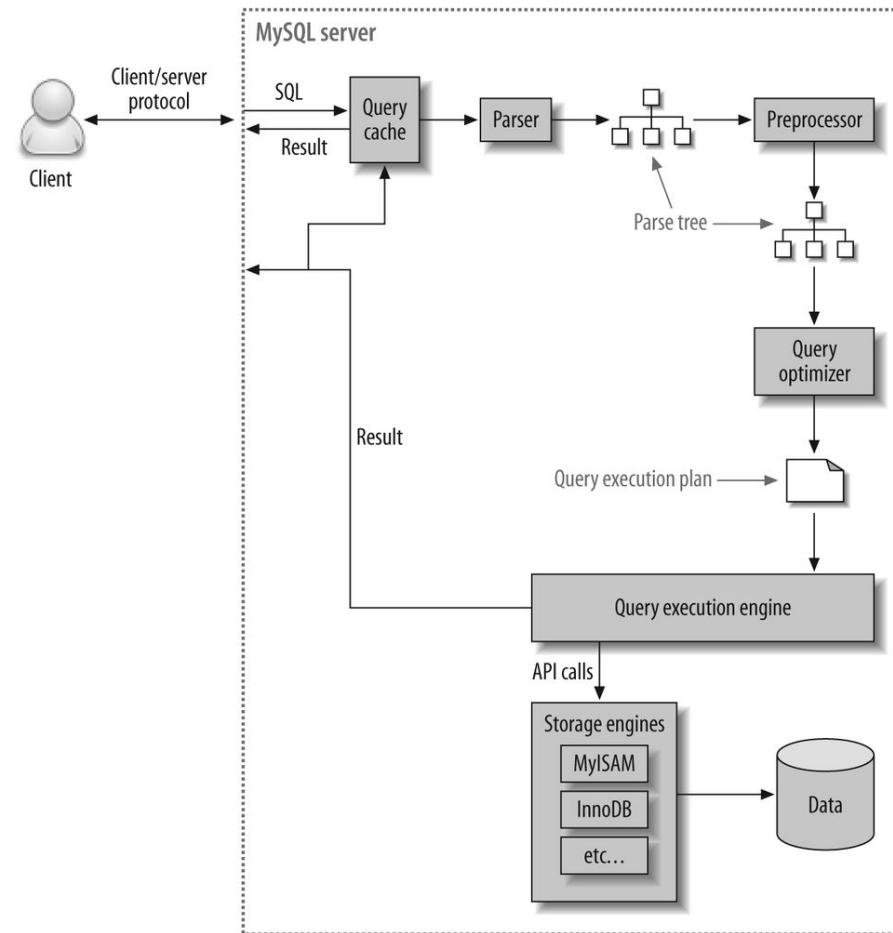 MySQL server
Client/server
protocol
SQL
Result
Client
Query
cache
Parser
Preprocessor
Parse tree
Query
optimizer
Result
Query execution plan
Query execution engine
API calls
Storage engines
MyISAM
InnoDB
etc...
Data